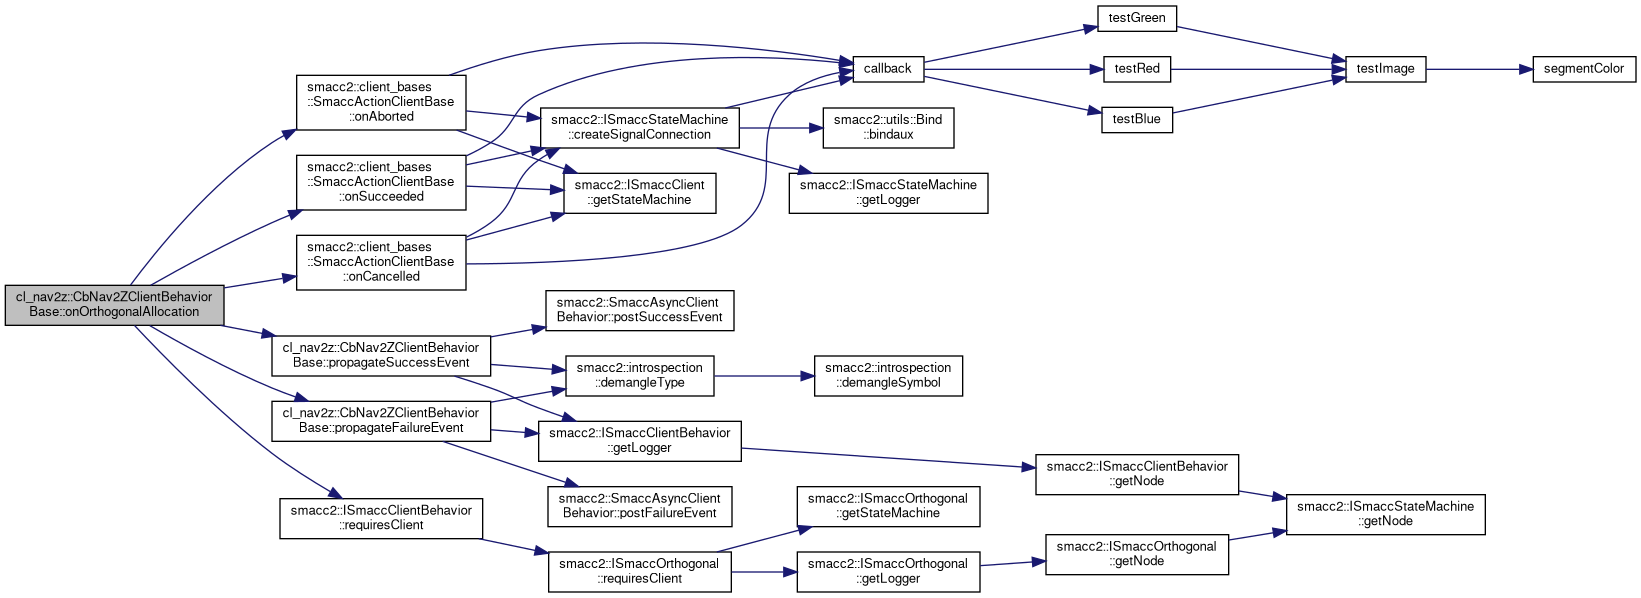 cl_nav2z::CbNav2ZClientBehavior
Base::onOrthogonalAllocation
smacc2::client_bases
::SmaccActionClientBase
::onAborted
smacc2::client_bases
::SmaccActionClientBase
::onSucceeded
smacc2::client_bases
::SmaccActionClientBase
::onCancelled
cl_nav2z::CbNav2ZClientBehavior
Base::propagateSuccessEvent
cl_nav2z::CbNav2ZClientBehavior
Base::propagateFailureEvent
smacc2::ISmaccClientBehavior
::requiresClient
smacc2::ISmaccStateMachine
::createSignalConnection
smacc2::ISmaccClient
::getStateMachine
smacc2::SmaccAsyncClient
Behavior::postSuccessEvent
smacc2::introspection
::demangleType
smacc2::ISmaccClientBehavior
::getLogger
smacc2::SmaccAsyncClient
Behavior::postFailureEvent
smacc2::ISmaccOrthogonal
::requiresClient
callback
smacc2::utils::Bind
::bindaux
smacc2::ISmaccStateMachine
::getLogger
smacc2::introspection
::demangleSymbol
smacc2::ISmaccOrthogonal
::getStateMachine
smacc2::ISmaccOrthogonal
::getLogger
testGreen
testRed
testBlue
smacc2::ISmaccClientBehavior
::getNode
smacc2::ISmaccOrthogonal
::getNode
testImage
smacc2::ISmaccStateMachine
::getNode
segmentColor